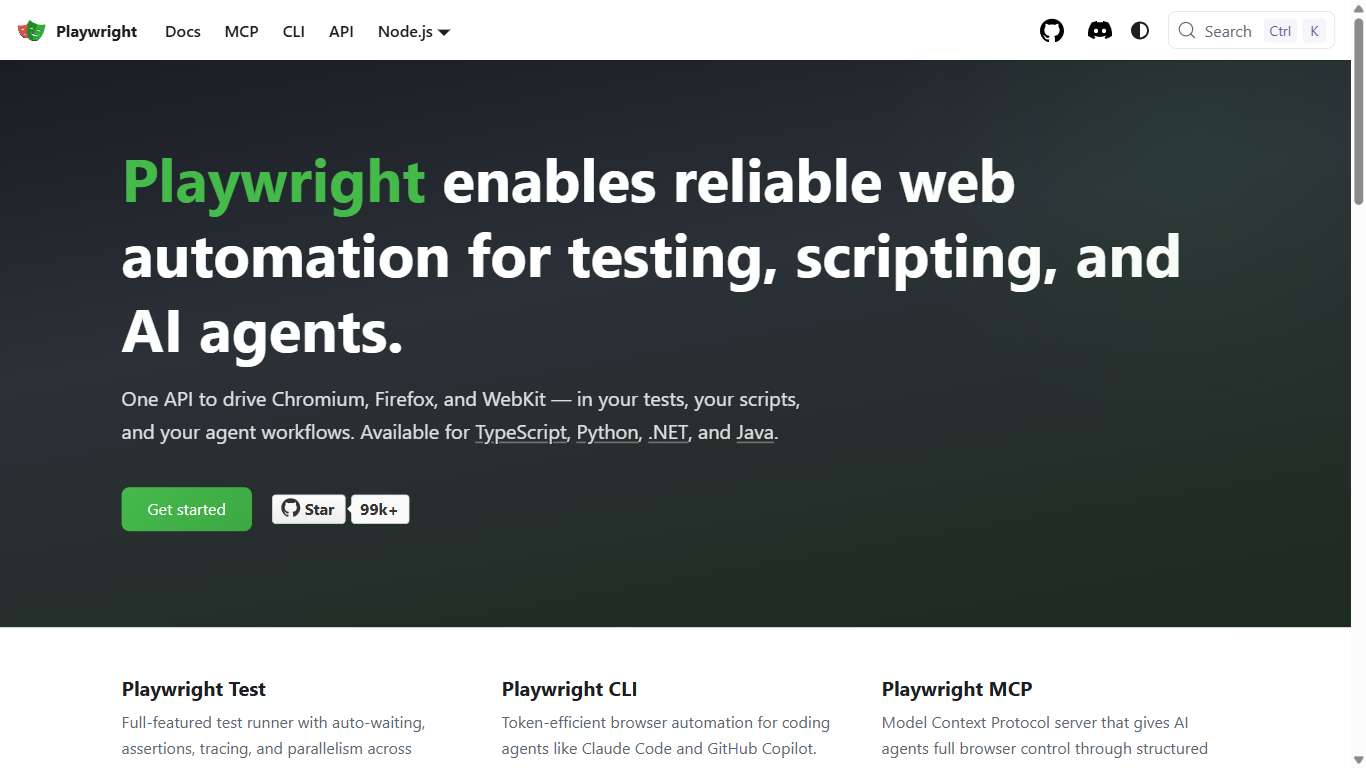 Playwright
Docs
MCP
CLI
API
Node.js
Search
Ctrl
K
Playwright enables reliable web
automation for testing, scripting, and
AI agents.
One API to drive Chromium, Firefox, and WebKit — in your tests, your scripts,
and your agent workflows. Available for TypeScript, Python, .NET, and Java.
Get started
Star
99k+
Playwright Test
Full-featured test runner with auto-waiting,
assertions, tracing, and parallelism across
Playwright CLI
Token-efficient browser automation for coding
agents like Claude Code and GitHub Copilot.
Playwright MCP
Model Context Protocol server that gives AI
agents full browser control through structured